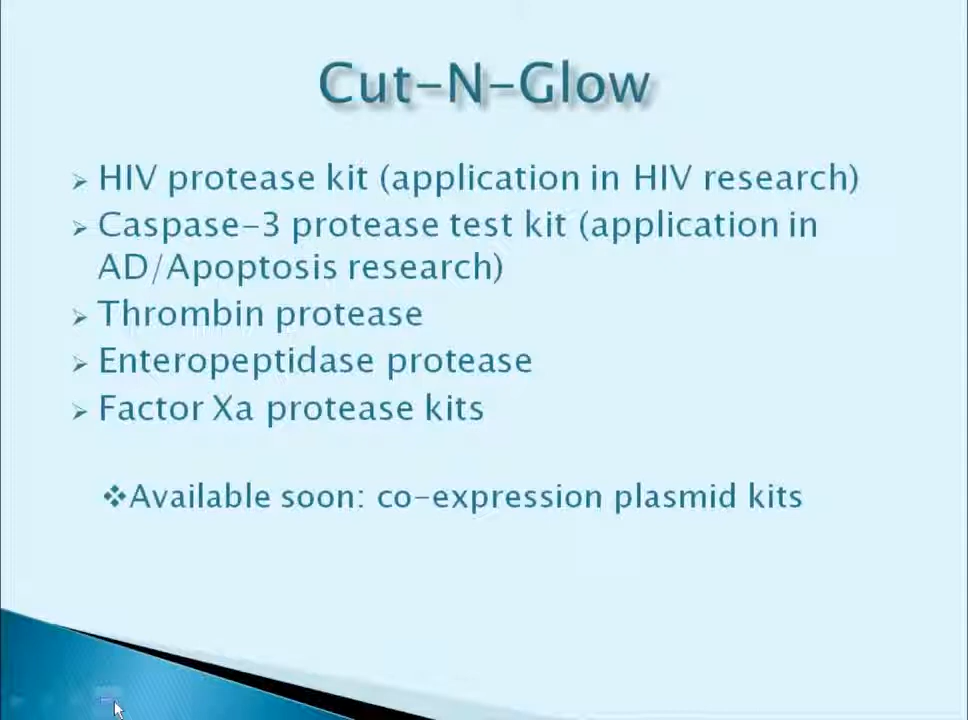 Cut-N-Glow
➢ HIV protease kit (application in HIV research)
➢ Caspase-3 protease test kit (application in
AD/Apoptosis research)
➢ Thrombin protease
➢ Enteropeptidase protease
➢ Factor Xa protease kits
❖Available soon: co-expression plasmid kits